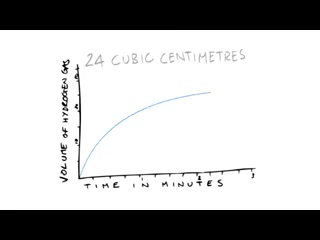 24 CUBIC CENTIMETRES
VOLUME OF HYDROGEN GAS
TIME IN MINUTES